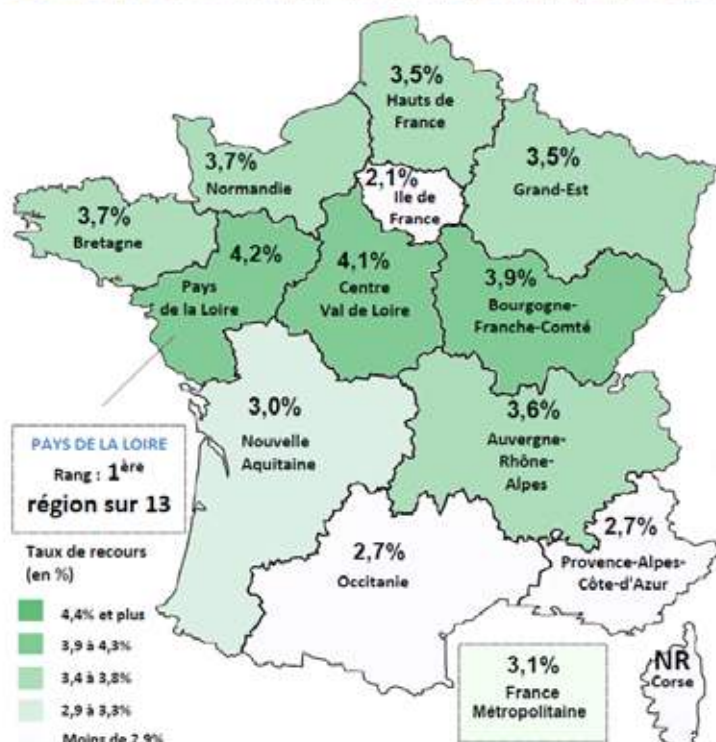 3,5%
Hauts de
France
3,7%
Normandie
2,1%
Ile de
France
3,5%
Grand-Est
3,7%
Bretagne
4,2%
Pays
de la Loire
4,1%
Centre
Val de Loire
3,9%
Bourgogne-
Franche-Comté
3,0%
Nouvelle
Aquitaine
3,6%
Auvergne-
Rhône-
Alpes
2,7%
Occitanie
2,7%
Provence-Alpes-
Côte-d'Azur
PAYS DE LA LOIRE
Rang : 1ère
région sur 13
Taux de recours
(en %)
4,4% et plus
3,9 à 4,3%
3,4 à 3,8%
2,9 à 3,3%
Moins de 2,9%
3,1%
France
Métropolitaine
NR
Corse